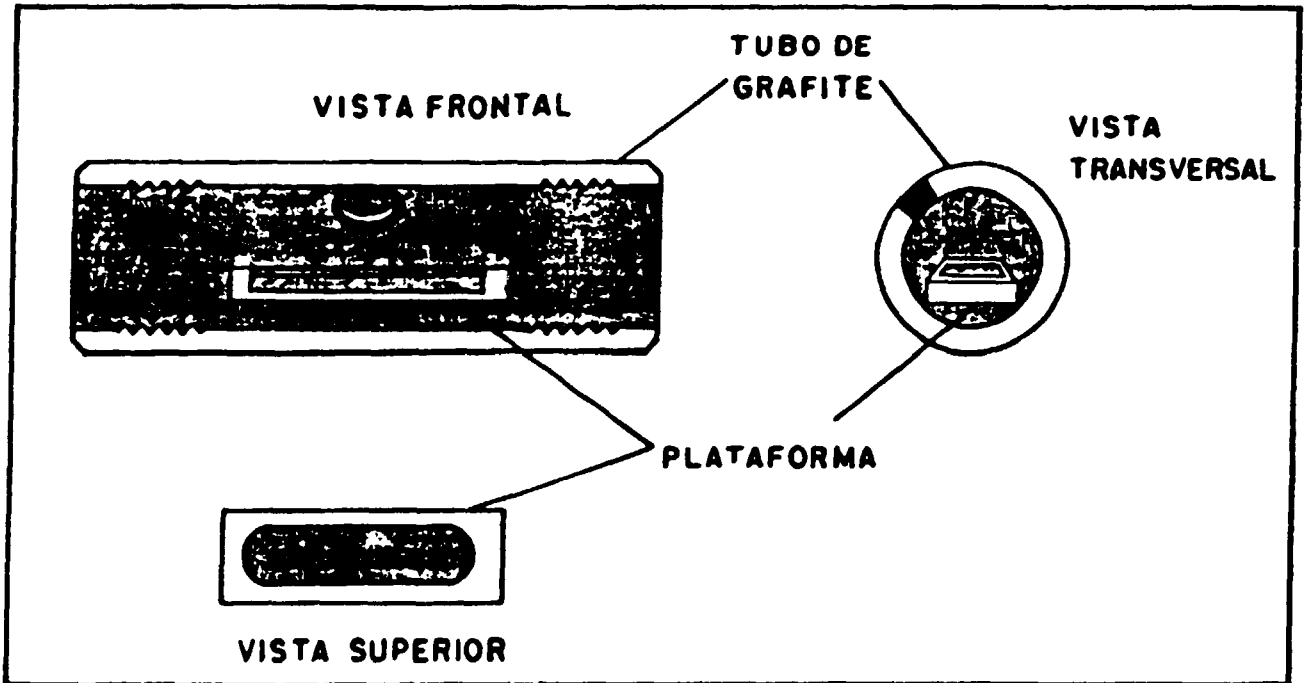 TUBO DE
GRAFITE
VISTA FRONTAL
VISTA
TRANSVERSAL
PLATAFORMA
VISTA SUPERIOR